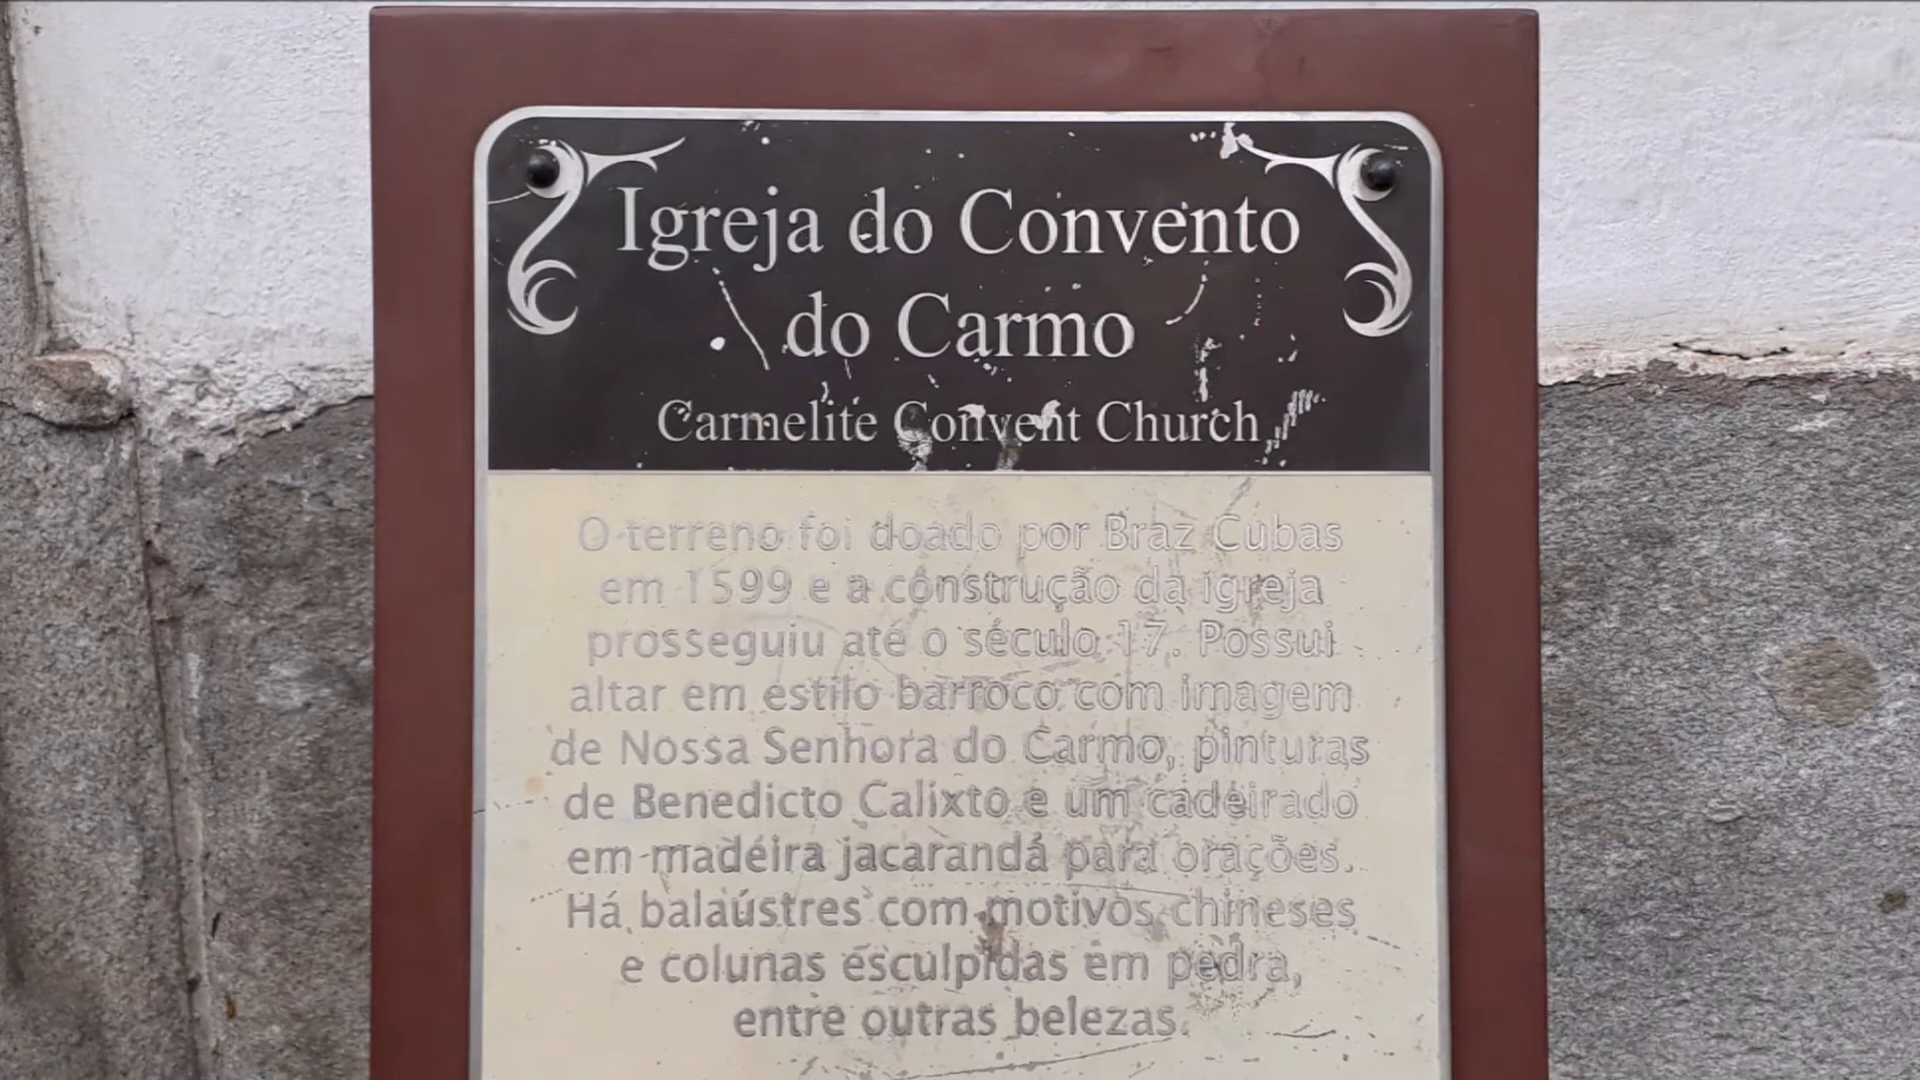 Igreja do Convento
do Carmo
Carmelite Convent Church
O terreno foi doado por Braz Cubas
em 1599 e a construção da igreja
prosseguiu até o século 17. Possui
altar em estilo barroco com imagem
de Nossa Senhora do Carmo, pinturas
de Benedicto Calixto e um cadeirado
em madeira jacarandá para orações.
Há balaústres com motivos chineses
e colunas esculpidas em pedra,
entre outras belezas.